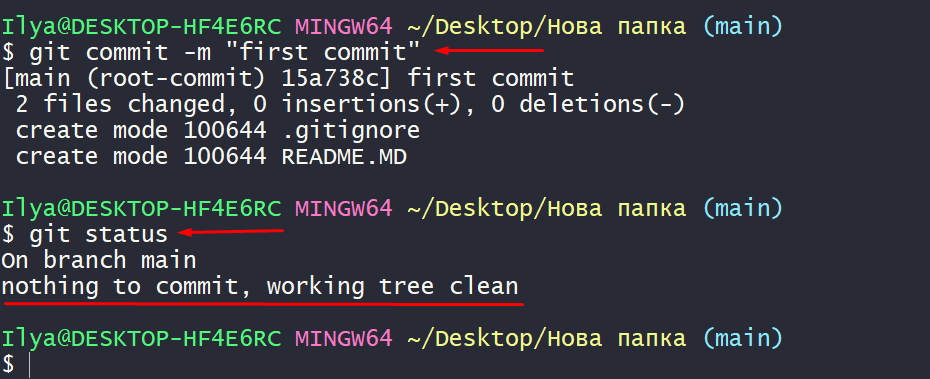 Ilya@DESKTOP-HF4E6RC MINGW64 ~/Desktop/Нова папка (main)
$ git commit -m "first commit"
[main (root-commit) 15a738c] first commit
 2 files changed, 0 insertions(+), 0 deletions(-)
 create mode 100644 .gitignore
 create mode 100644 README.MD

Ilya@DESKTOP-HF4E6RC MINGW64 ~/Desktop/Нова папка (main)
$ git status
On branch main
nothing to commit, working tree clean

Ilya@DESKTOP-HF4E6RC MINGW64 ~/Desktop/Нова папка (main)
$